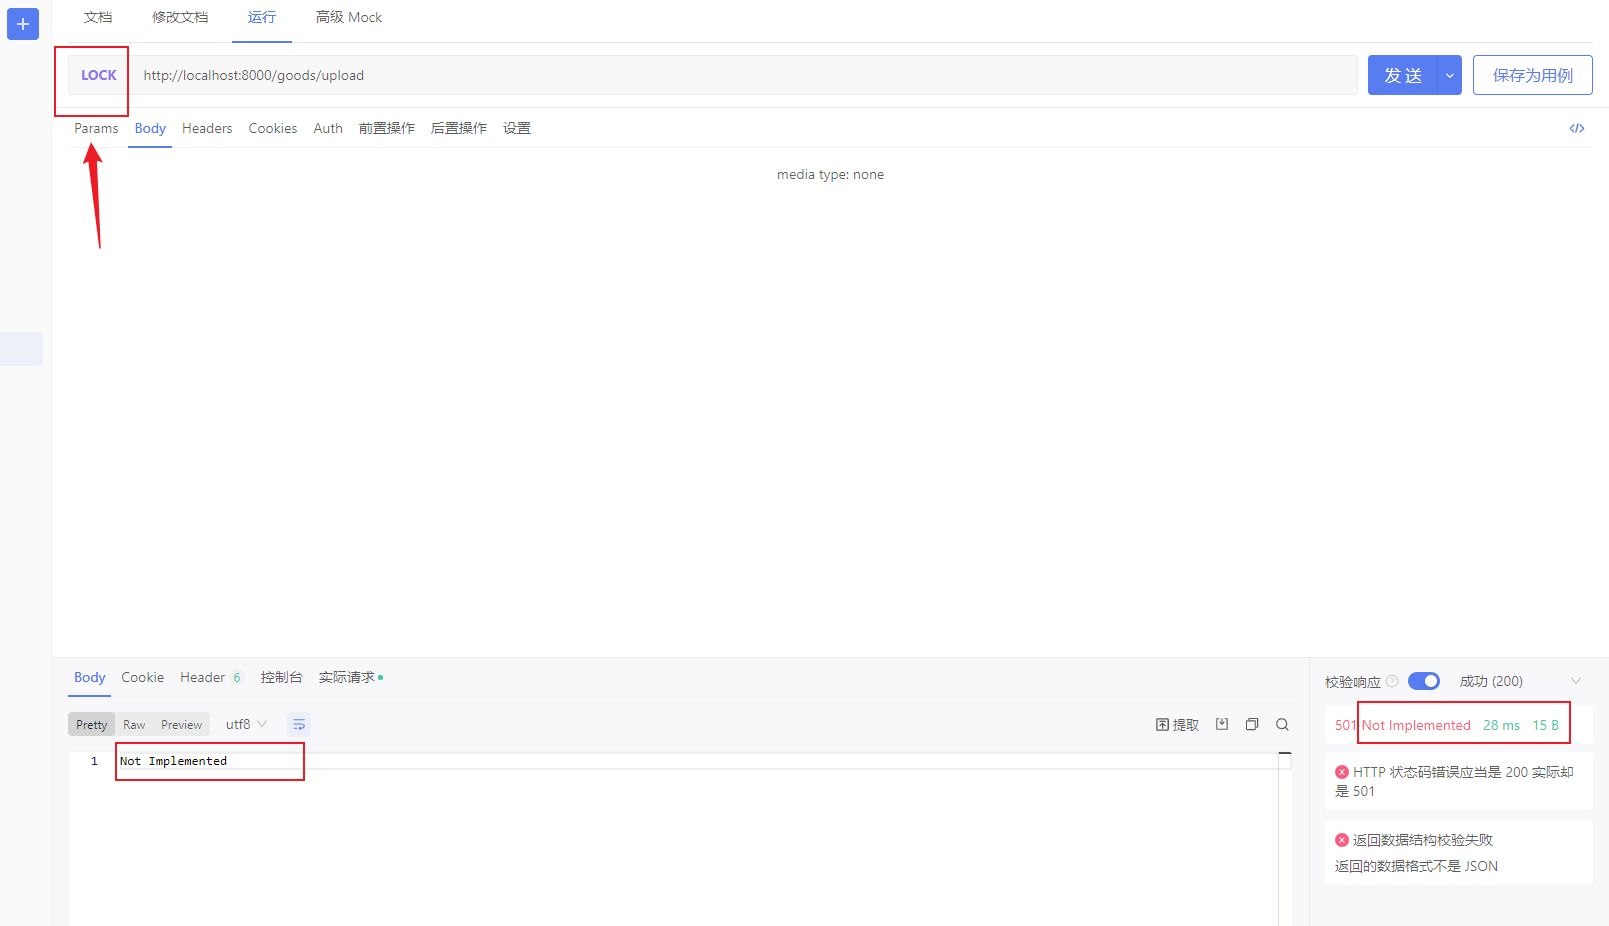 文档 修改文档 运行 高级 Mock
LOCK http://localhost:8000/goods/upload 发 送 保存为用例
Params Body Headers Cookies Auth 前置操作 后置操作 设置
media type: none
Body Cookie Header 6 控制台 实际请求
校验响应 成功 (200)
Pretty Raw Preview utf8 提取
501 Not Implemented 28 ms 15 B
1 Not Implemented
HTTP 状态码错误应当是 200 实际却
是 501
返回数据结构校验失败
返回的数据格式不是 JSON